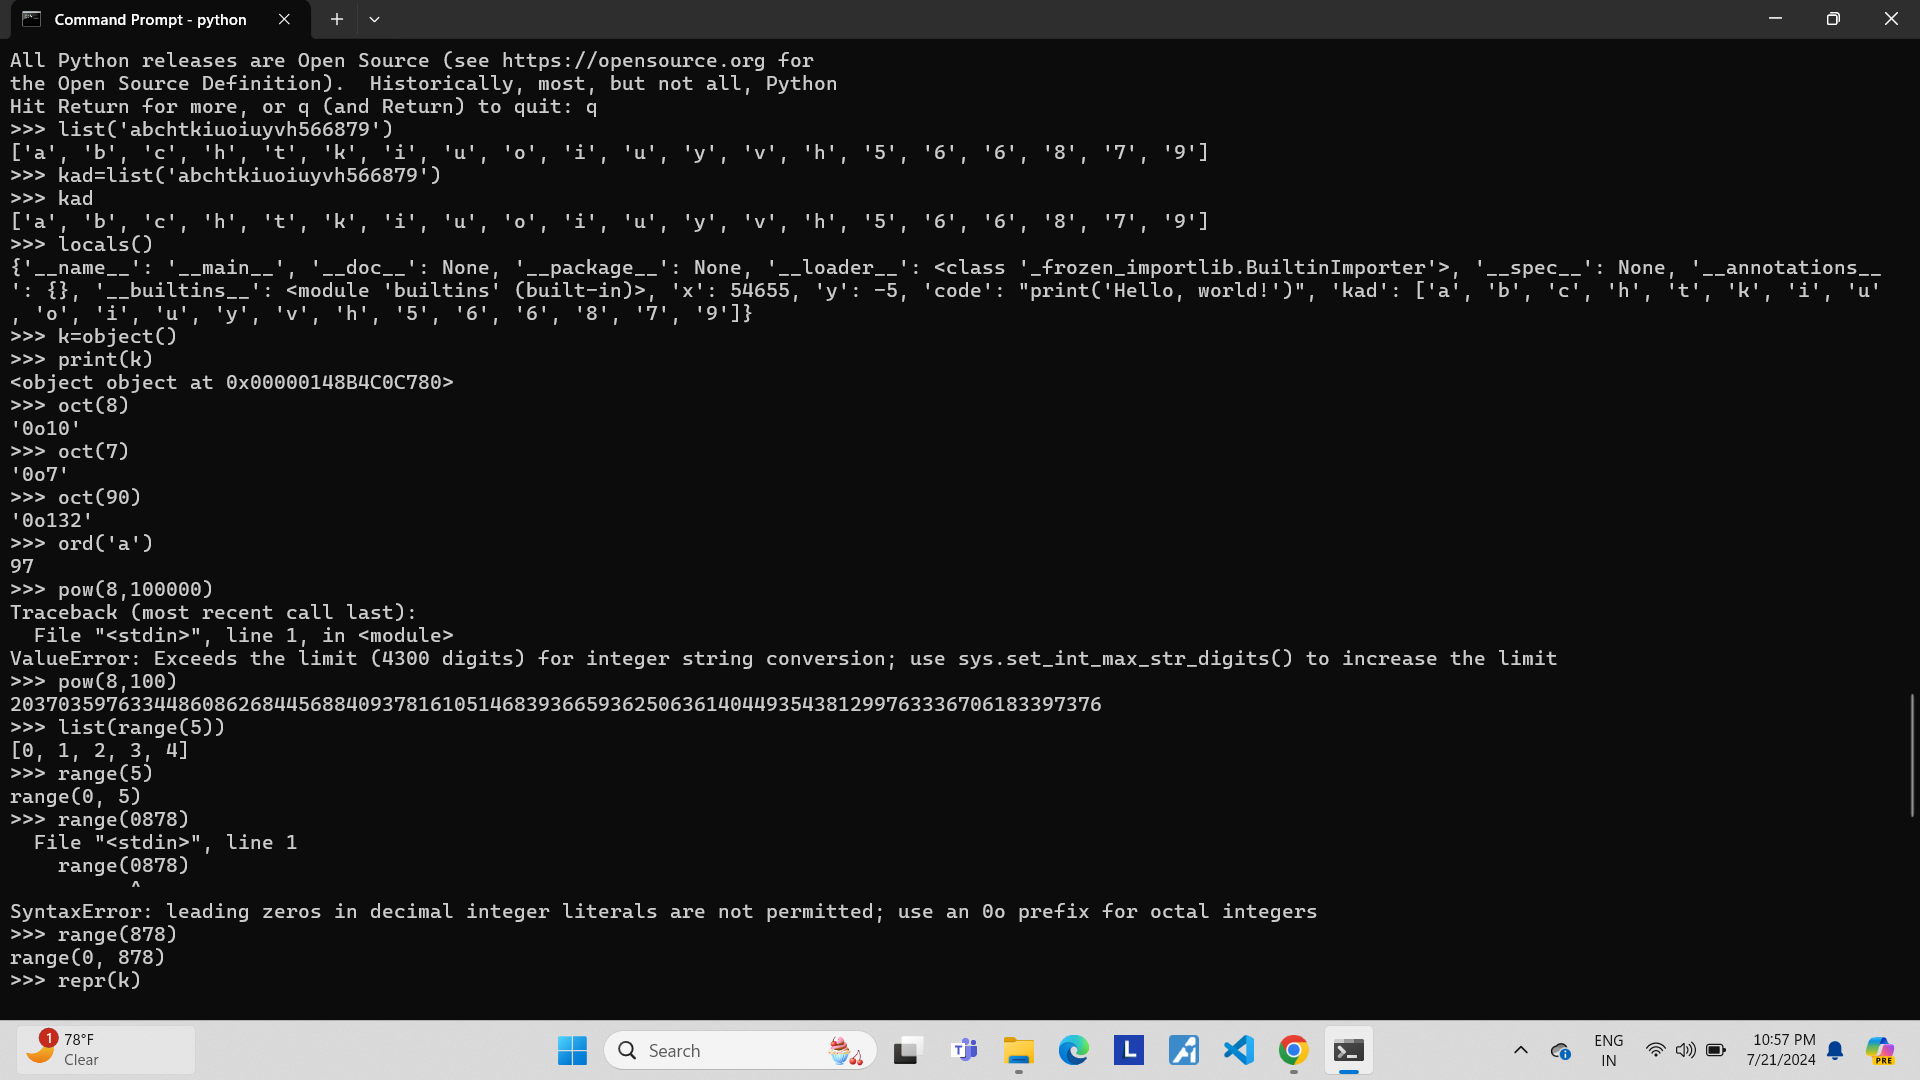 Command Prompt - python
All Python releases are Open Source (see https://opensource.org for
the Open Source Definition).  Historically, most, but not all, Python
Hit Return for more, or q (and Return) to quit: q
>>> list('abchtkiuoiuyvh566879')
['a', 'b', 'c', 'h', 't', 'k', 'i', 'u', 'o', 'i', 'u', 'y', 'v', 'h', '5', '6', '6', '8', '7', '9']
>>> kad=list('abchtkiuoiuyvh566879')
>>> kad
['a', 'b', 'c', 'h', 't', 'k', 'i', 'u', 'o', 'i', 'u', 'y', 'v', 'h', '5', '6', '6', '8', '7', '9']
>>> locals()
{'__name__': '__main__', '__doc__': None, '__package__': None, '__loader__': <class '_frozen_importlib.BuiltinImporter'>, '__spec__': None, '__annotations__
': {}, '__builtins__': <module 'builtins' (built-in)>, 'x': 54655, 'y': -5, 'code': "print('Hello, world!')", 'kad': ['a', 'b', 'c', 'h', 't', 'k', 'i', 'u'
, 'o', 'i', 'u', 'y', 'v', 'h', '5', '6', '6', '8', '7', '9']}
>>> k=object()
>>> print(k)
<object object at 0x00000148B4C0C780>
>>> oct(8)
'0o10'
>>> oct(7)
'0o7'
>>> oct(90)
'0o132'
>>> ord('a')
97
>>> pow(8,100000)
Traceback (most recent call last):
  File "<stdin>", line 1, in <module>
ValueError: Exceeds the limit (4300 digits) for integer string conversion; use sys.set_int_max_str_digits() to increase the limit
>>> pow(8,100)
2037035976334486086268445688409378161051468393665936250636140449354381299763336706183397376
>>> list(range(5))
[0, 1, 2, 3, 4]
>>> range(5)
range(0, 5)
>>> range(0878)
  File "<stdin>", line 1
    range(0878)
          ^
SyntaxError: leading zeros in decimal integer literals are not permitted; use an 0o prefix for octal integers
>>> range(878)
range(0, 878)
>>> repr(k)
1
78°F
Clear
Search
T
L
ENG
IN
10:57 PM
7/21/2024
PRE